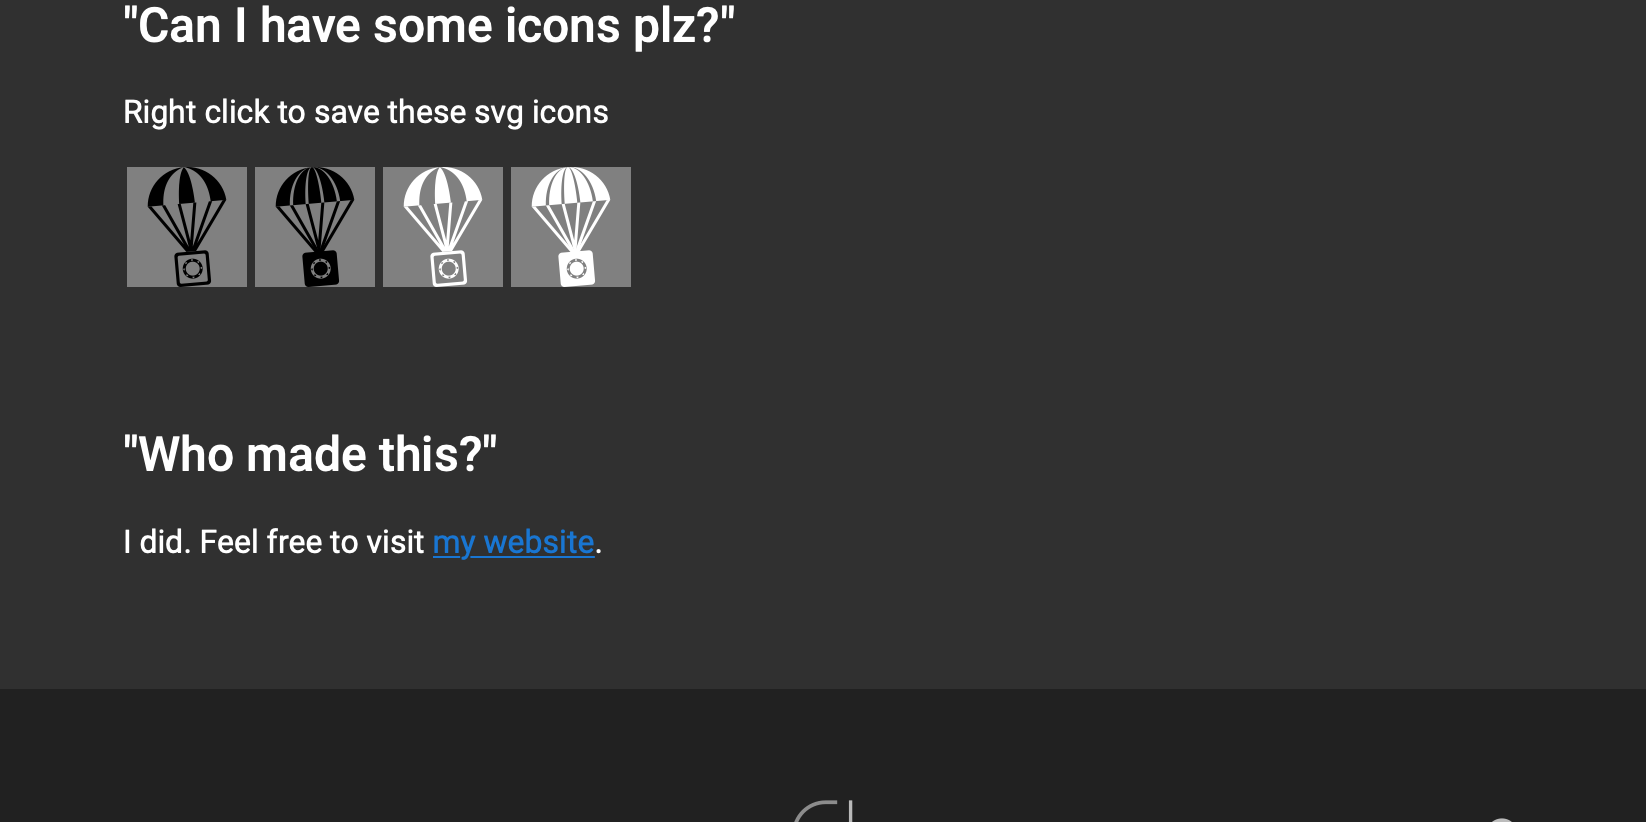 "Can I have some icons plz?"
Right click to save these svg icons
"Who made this?"
I did. Feel free to visit my website.